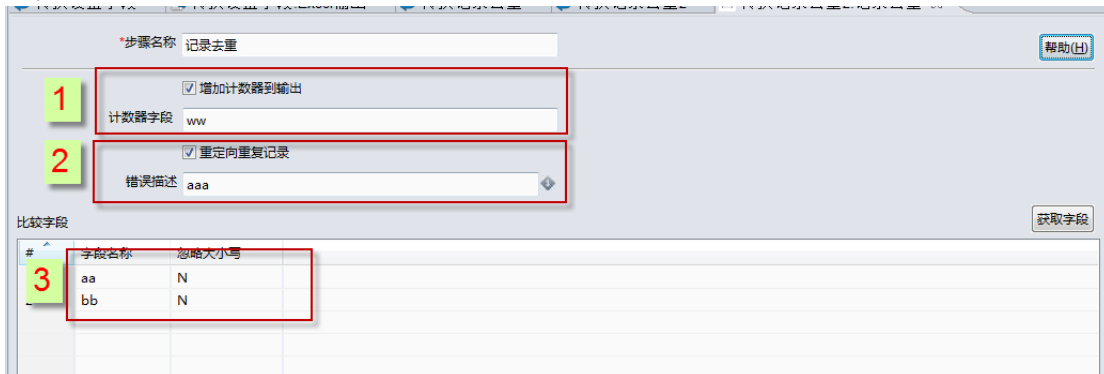 *步骤名称 记录去重
帮助(H)
1
增加计数器到输出
计数器字段 ww
2
重定向重复记录
错误描述 aaa
比较字段
获取字段
# 字段名称 忽略大小写
3
aa N
bb N